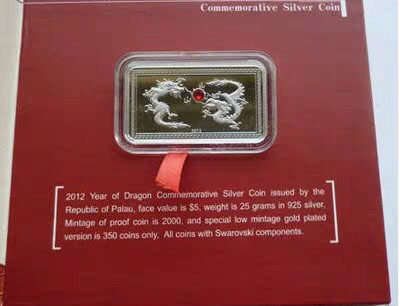 Commemorative Silver Coin
2012
2012 Year of Dragon Commemorative Silver Coin issued by the
Republic of Palau, face value is $5, weight is 25 grams in 925 silver,
Mintage of proof coin is 2000, and special low mintage gold plated
version is 350 coins only, All coins with Swarovski components.